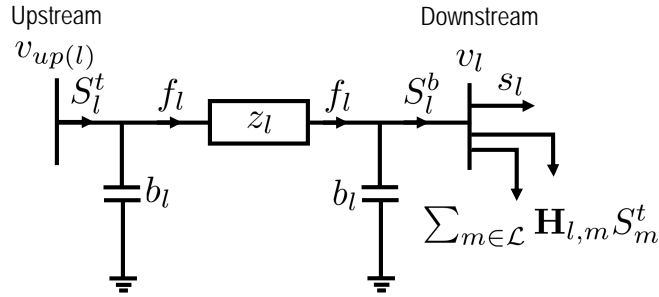 Upstream Downstream
v_{up(l)} v_l
S_l^t f_l f_l S_l^b s_l
z_l
b_l b_l
∑_{m∈ℒ} 𝐇_{l,m} S_m^t